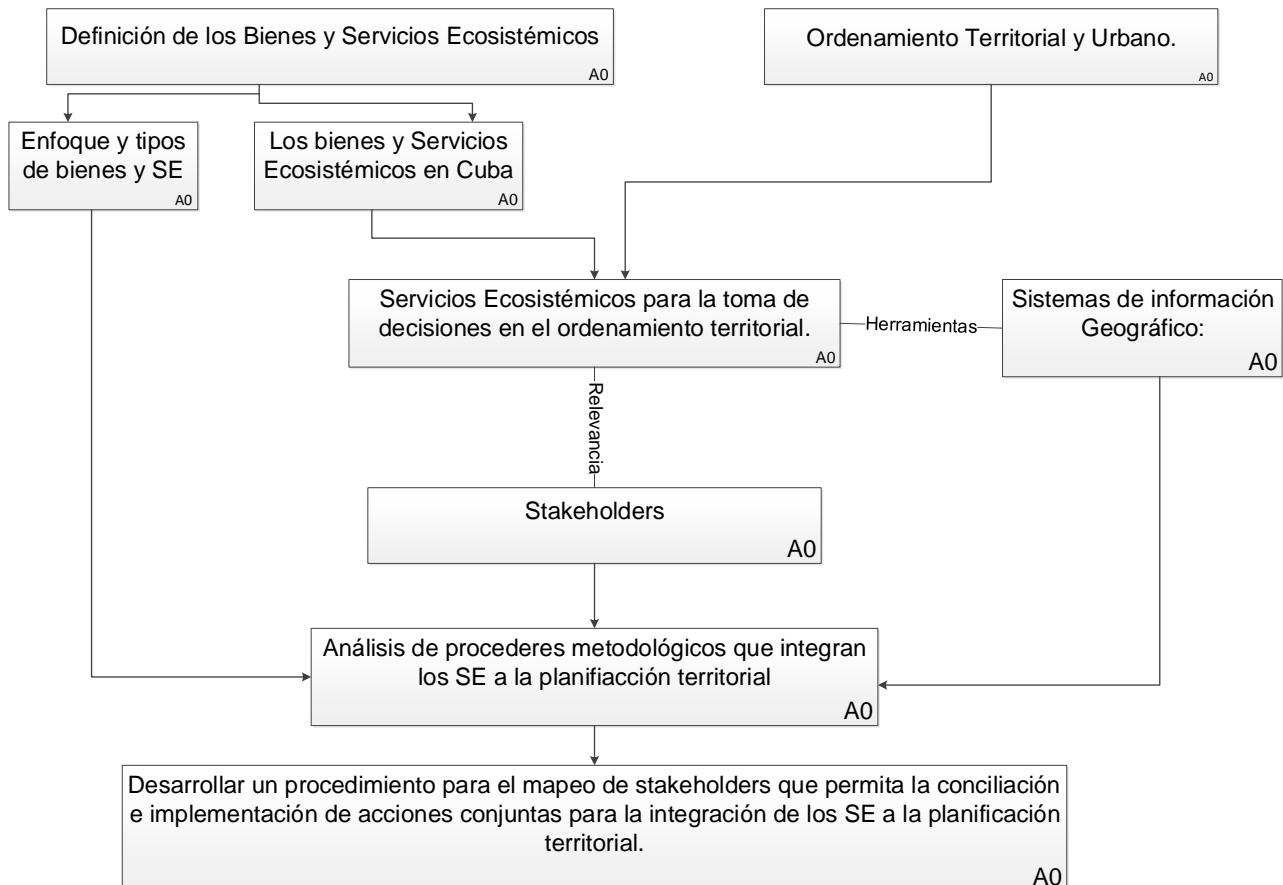 Definición de los Bienes y Servicios Ecosistémicos
A0
Ordenamiento Territorial y Urbano.
A0
Enfoque y tipos
de bienes y SE
A0
Los bienes y Servicios
Ecosistémicos en Cuba
A0
Servicios Ecosistémicos para la toma de
decisiones en el ordenamiento territorial.
A0
Herramientas
Sistemas de información
Geográfico:
A0
Relevancia
Stakeholders
A0
Análisis de procederes metodológicos que integran
los SE a la planifiacción territorial
A0
Desarrollar un procedimiento para el mapeo de stakeholders que permita la conciliación
e implementación de acciones conjuntas para la integración de los SE a la planificación
territorial.
A0